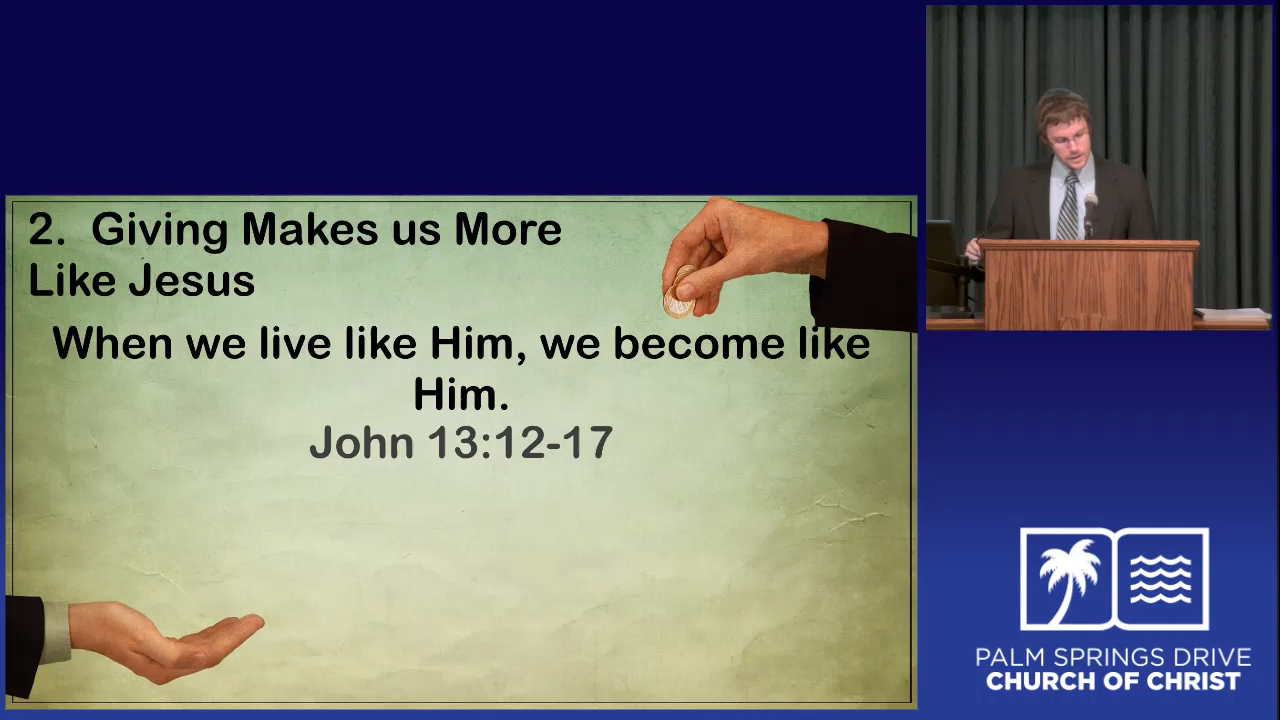 2. Giving Makes us More
Like Jesus
When we live like Him, we become like
Him.
John 13:12-17
PALM SPRINGS DRIVE
CHURCH OF CHRIST